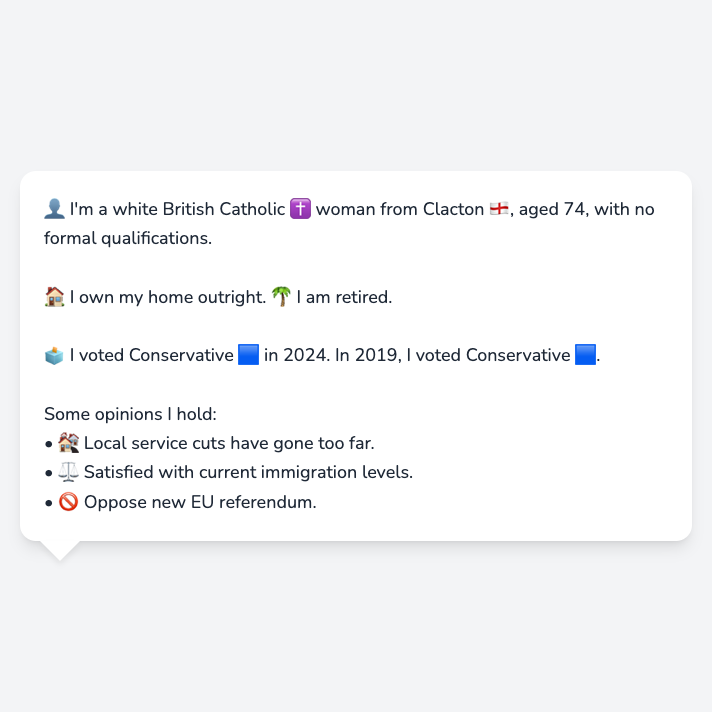 👤 I'm a white British Catholic ✝️ woman from Clacton 🏴󠁧󠁢󠁥󠁮󠁧󠁿, aged 74, with no
formal qualifications.
🏠 I own my home outright. 🌴 I am retired.
🗳️ I voted Conservative 🟦 in 2024. In 2019, I voted Conservative 🟦.
Some opinions I hold:
• 🏚️ Local service cuts have gone too far.
• ⚖️ Satisfied with current immigration levels.
• 🚫 Oppose new EU referendum.